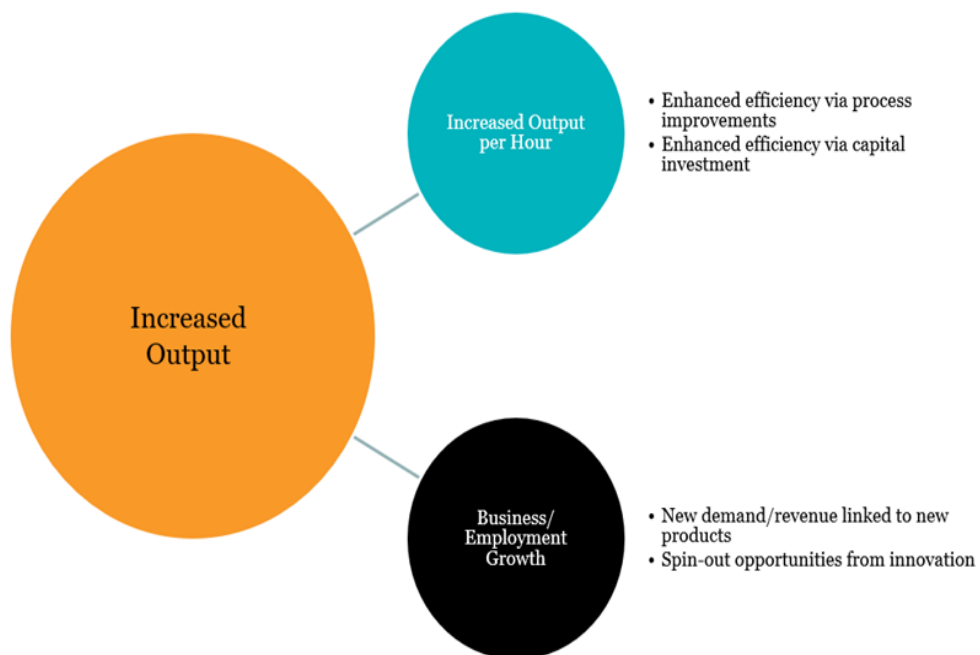 Increased
Output
Increased Output
per Hour
• Enhanced efficiency via process
improvements
• Enhanced efficiency via capital
investment
Business/
Employment
Growth
• New demand/revenue linked to new
products
• Spin-out opportunities from innovation